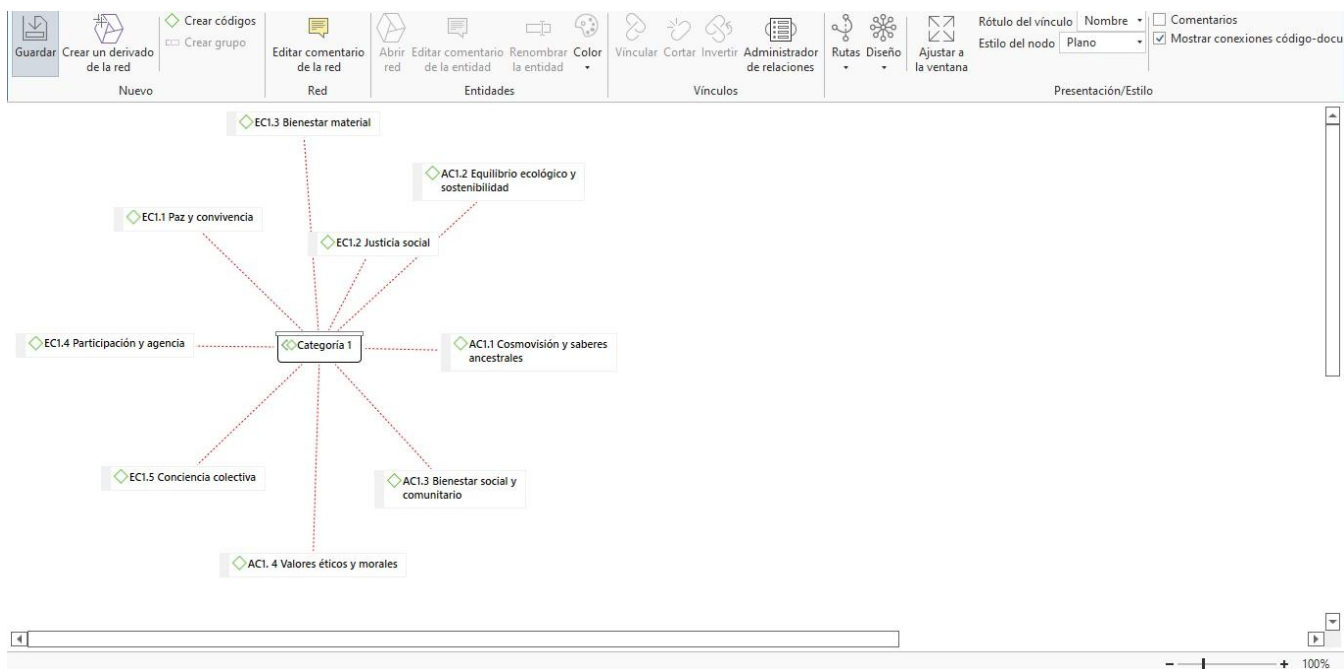 Guardar
Crear un derivado
de la red
Crear códigos
Crear grupo
Nuevo
Editar comentario
de la red
Red
Abrir
red
Editar comentario
de la entidad
Renombrar
la entidad
Color
Entidades
Vincular
Cortar
Invertir
Administrador
de relaciones
Vínculos
Rutas
Diseño
Ajustar a
la ventana
Rótulo del vínculo
Nombre
Estilo del nodo
Plano
Comentarios
Mostrar conexiones código-docu
Presentación/Estilo
EC1.3 Bienestar material
AC1.2 Equilibrio ecológico y
sostenibilidad
EC1.1 Paz y convivencia
EC1.2 Justicia social
EC1.4 Participación y agencia
Categoría 1
AC1.1 Cosmovisión y saberes
ancestrales
EC1.5 Conciencia colectiva
AC1.3 Bienestar social y
comunitario
AC1. 4 Valores éticos y morales
100%